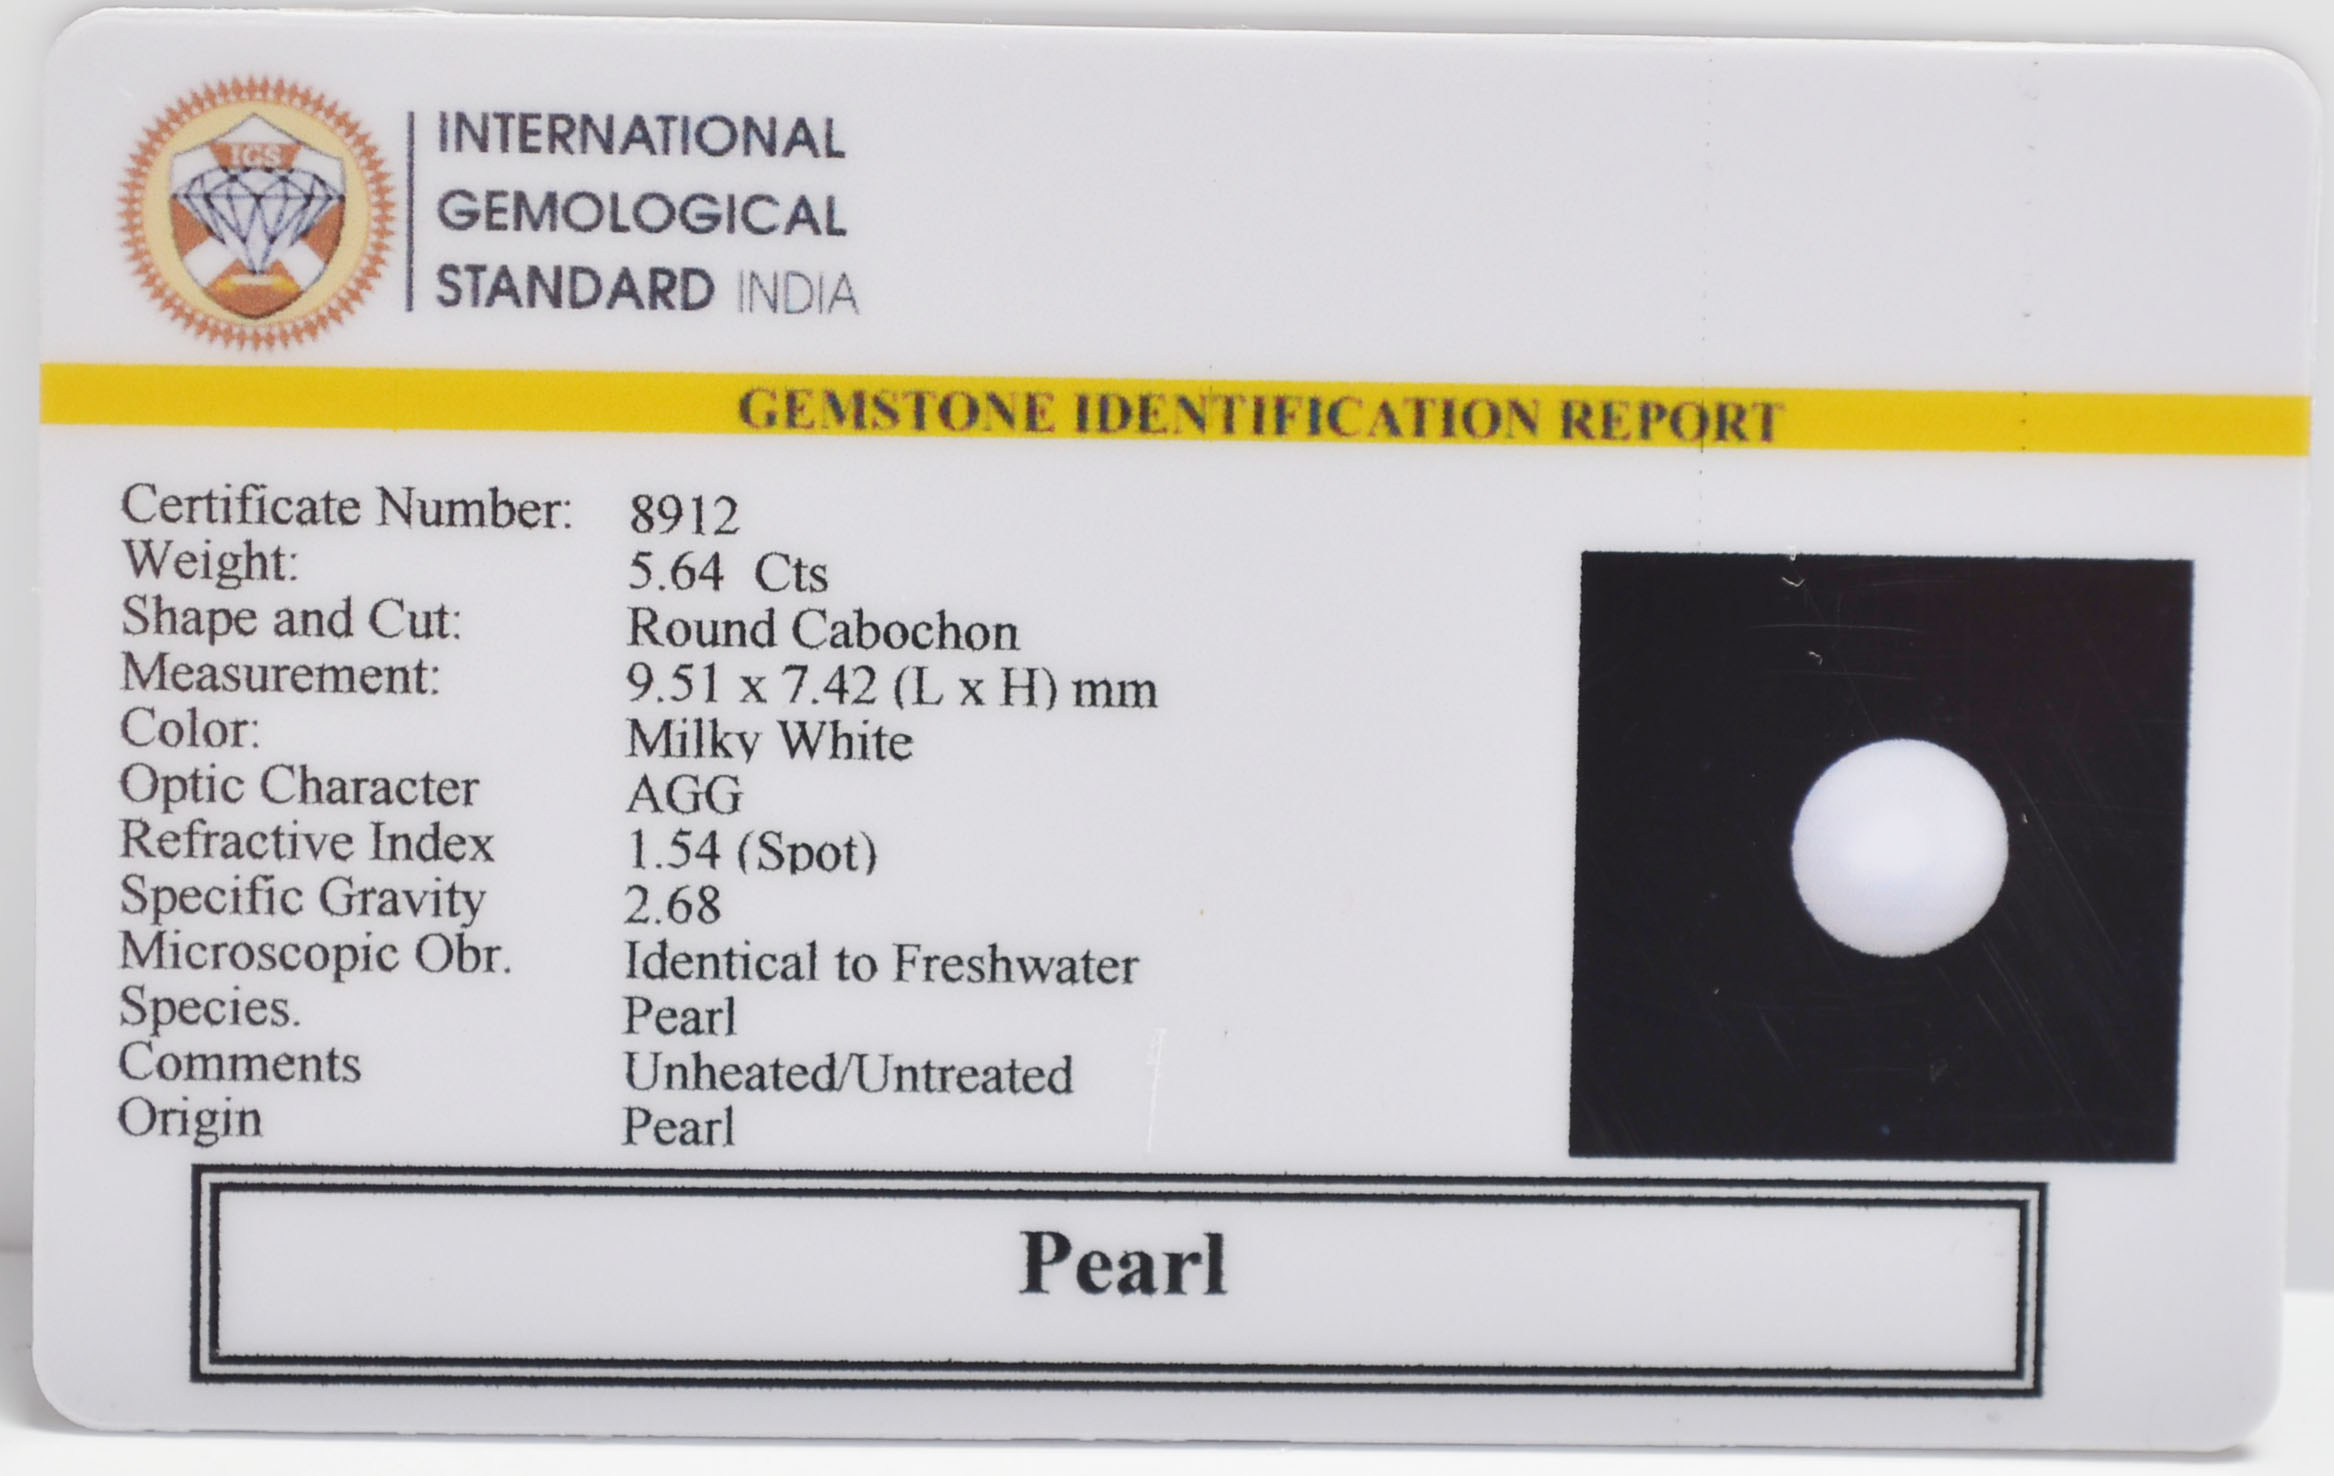 IGS
INTERNATIONAL
GEMOLOGICAL
STANDARD INDIA
GEMSTONE IDENTIFICATION REPORT
Certificate Number: 8912
Weight: 5.64 Cts
Shape and Cut: Round Cabochon
Measurement: 9.51 x 7.42 (L x H) mm
Color: Milky White
Optic Character AGG
Refractive Index 1.54 (Spot)
Specific Gravity 2.68
Microscopic Obr. Identical to Freshwater
Species. Pearl
Comments Unheated/Untreated
Origin Pearl
Pearl